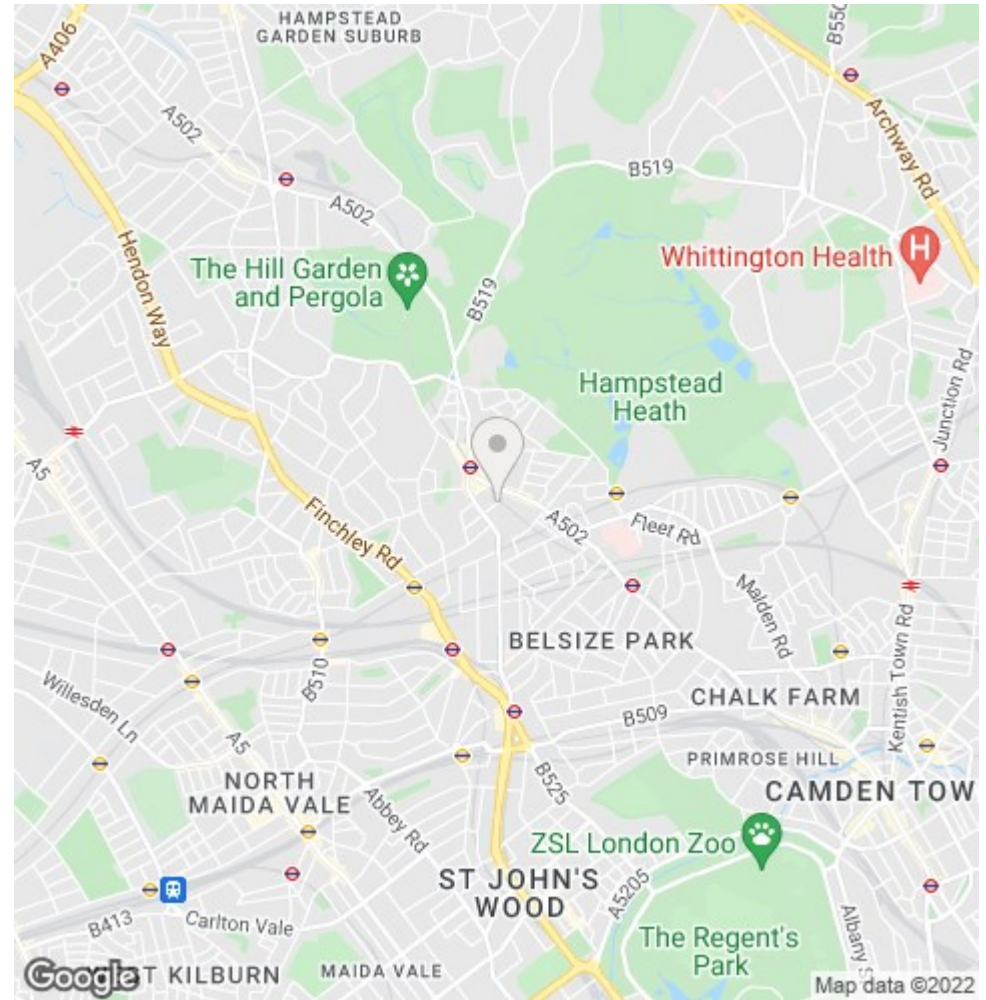 HAMPSTEAD
GARDEN SUBURB
A406
B550
A502
Archway Rd
B519
A502
Whittington Health
H
The Hill Garden
and Pergola
Hendon Way
B519
Hampstead
Heath
Junction Rd
A5
Finchley Rd
A502
Fleet Rd
Malden Rd
BELSIZE PARK
Kentish Town Rd
B510
Willesden Ln
CHALK FARM
B509
A5
PRIMROSE HILL
NORTH
MAIDA VALE
B525
CAMDEN TOW
Abbey Rd
ZSL London Zoo
ST JOHN'S
WOOD
A5205
B413
Carlton Vale
Albany S
The Regent's
Park
Google
ST KILBURN
MAIDA VALE
Map data ©2022